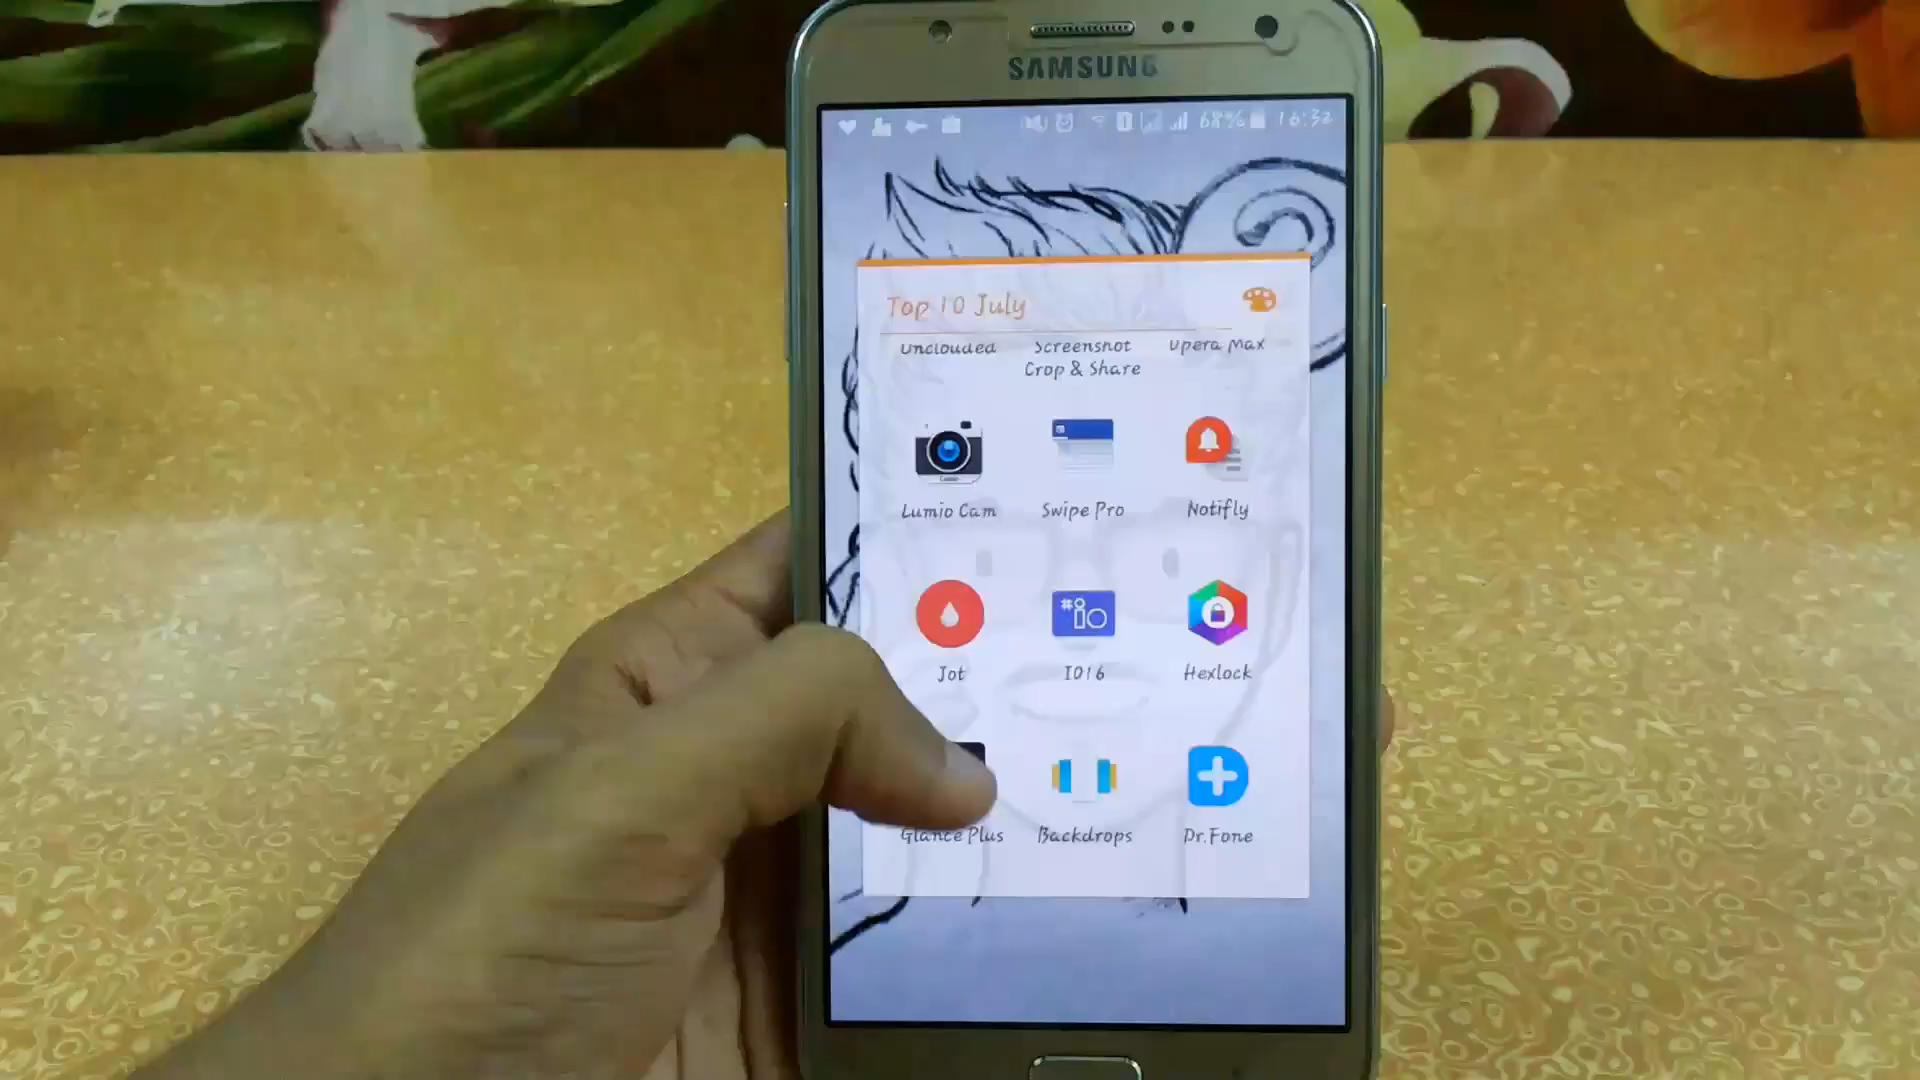 SAMSUNG
68% 16:32
Top 10 July
Unclouded Screenshot Opera Max
Crop & Share
Lumio Cam Swipe Pro Notifly
#io
Jot IO16 Hexlock
Glance Plus Backdrops Dr.Fone